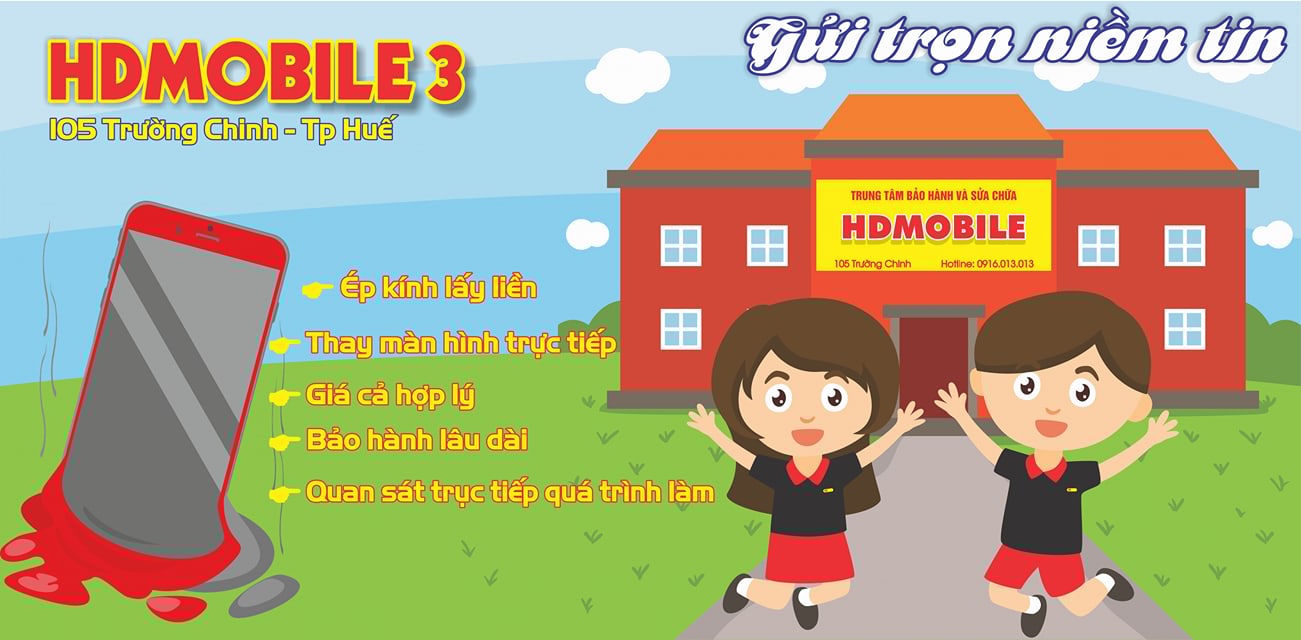 HDMOBILE 3
105 Trường Chinh - Tp Huế
Gửi trọn niềm tin
TRUNG TÂM BẢO HÀNH VÀ SỬA CHỮA
HDMOBILE
105 Trường Chinh Hotline: 0916.013.013
Ép kính lấy liền
Thay màn hình trực tiếp
Giá cả hợp lý
Bảo hành lâu dài
Quan sát trực tiếp quá trình làm